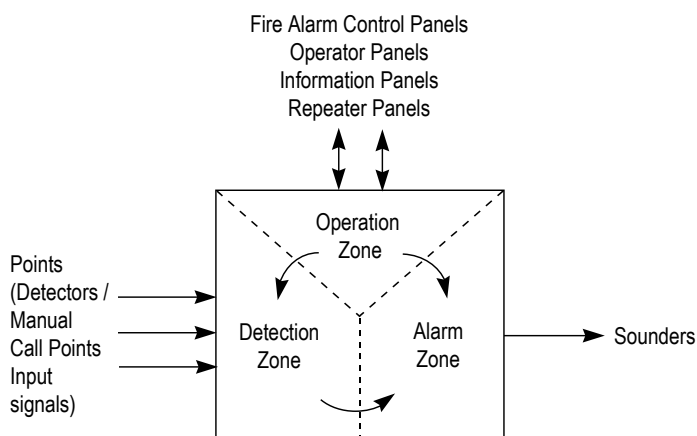 Fire Alarm Control Panels
Operator Panels
Information Panels
Repeater Panels
Operation
Zone
Points
(Detectors /
Manual
Call Points
Input
signals)
Detection
Zone
Alarm
Zone
Sounders